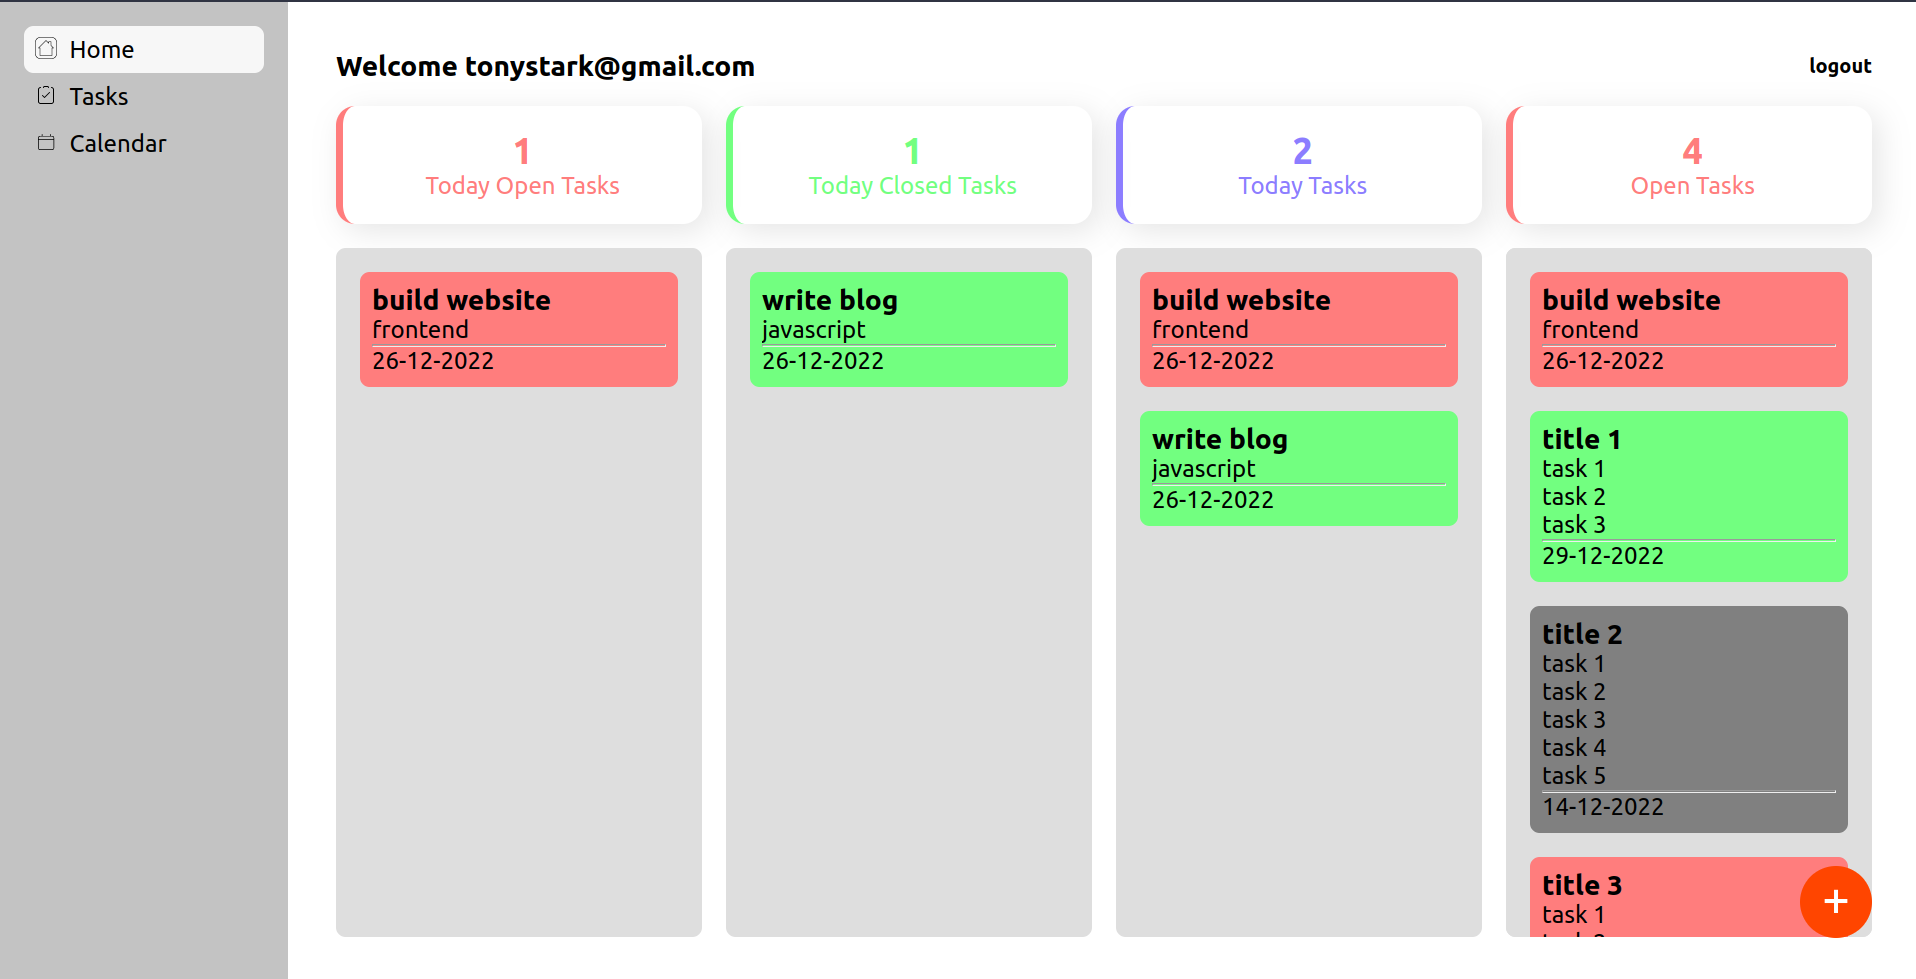 Home
Tasks
Calendar
Welcome tonystark@gmail.com
logout
1
Today Open Tasks
1
Today Closed Tasks
2
Today Tasks
4
Open Tasks
build website
frontend
26-12-2022
write blog
javascript
26-12-2022
build website
frontend
26-12-2022
write blog
javascript
26-12-2022
build website
frontend
26-12-2022
title 1
task 1
task 2
task 3
29-12-2022
title 2
task 1
task 2
task 3
task 4
task 5
14-12-2022
title 3
task 1
+